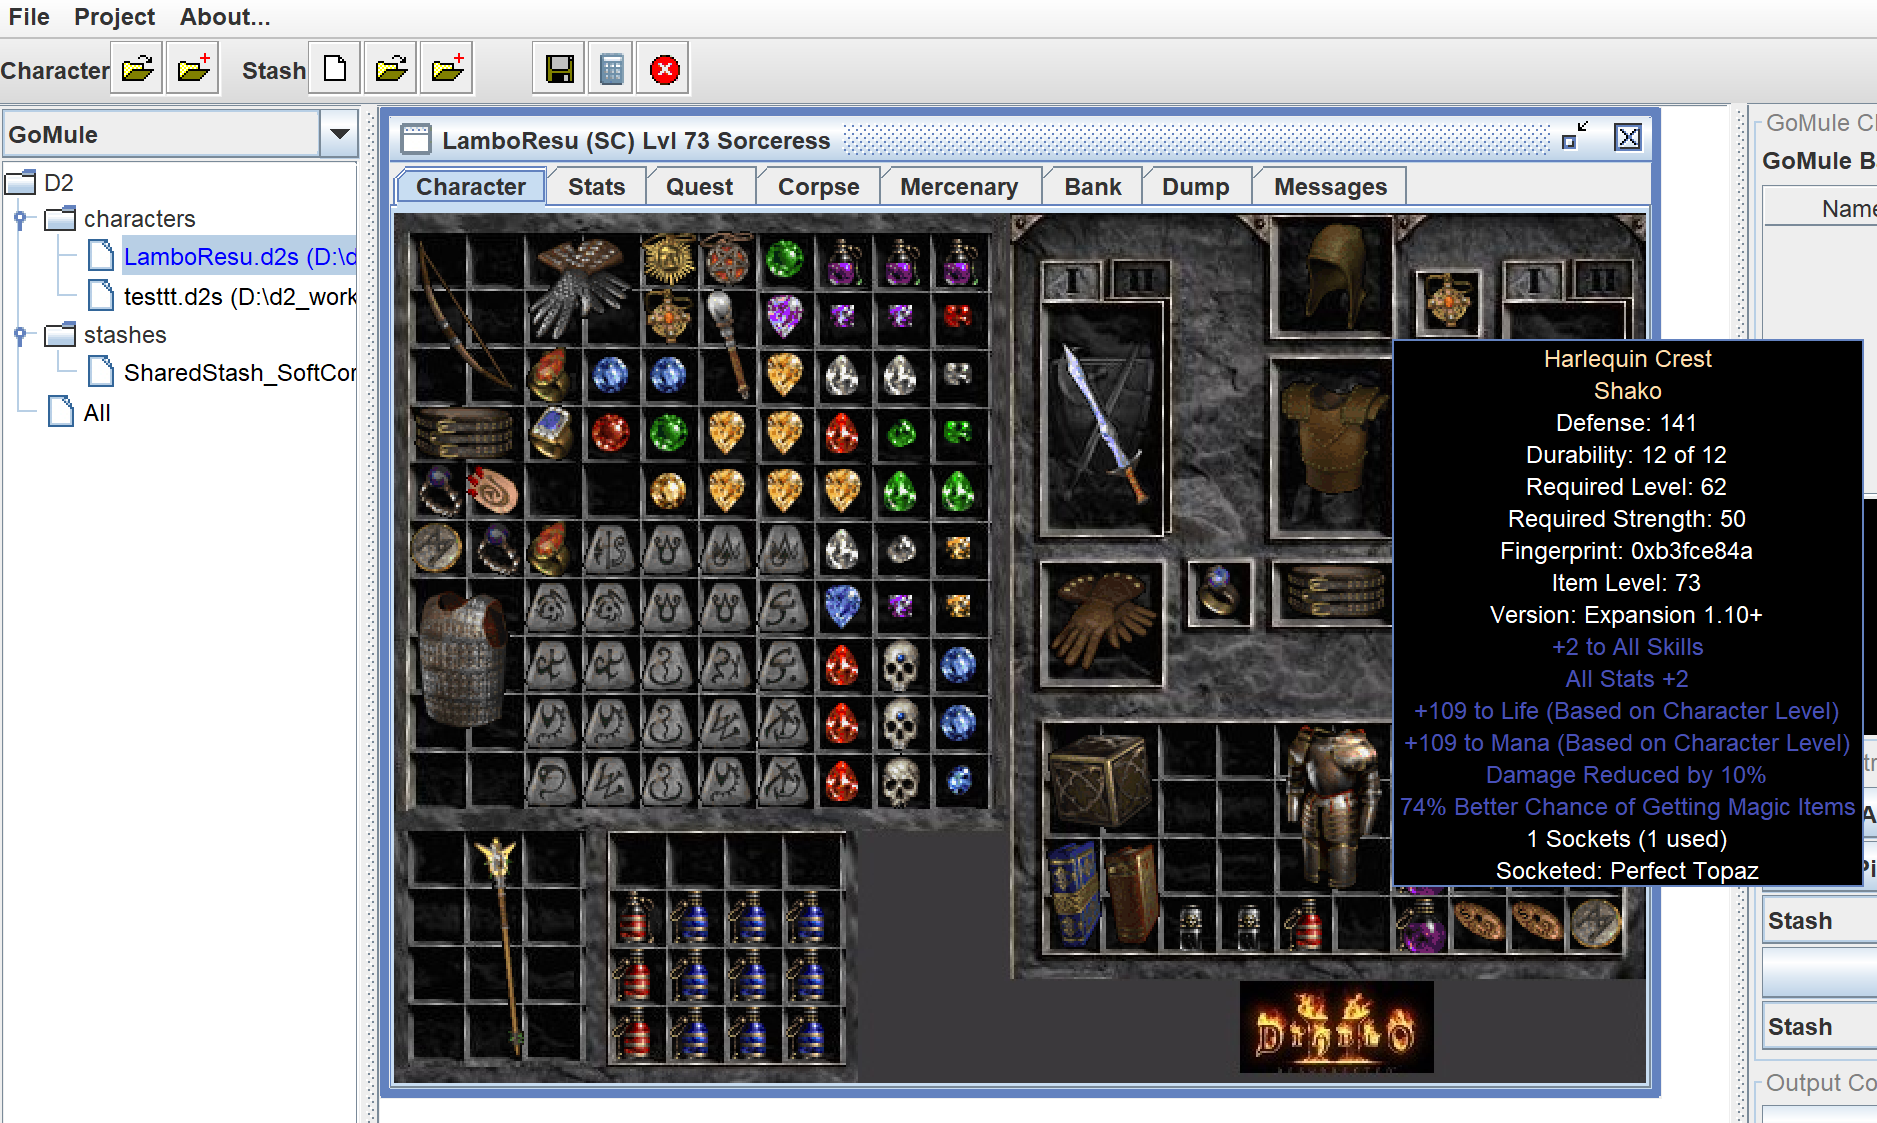 File Project About...
Character Stash
GoMule
D2
characters
LamboResu.d2s (D:\d
testtt.d2s (D:\d2_work
stashes
SharedStash_SoftCor
All
LamboResu (SC) Lvl 73 Sorceress
Character Stats Quest Corpse Mercenary Bank Dump Messages
I II
I II
Harlequin Crest
Shako
Defense: 141
Durability: 12 of 12
Required Level: 62
Required Strength: 50
Fingerprint: 0xb3fce84a
Item Level: 73
Version: Expansion 1.10+
+2 to All Skills
All Stats +2
+109 to Life (Based on Character Level)
+109 to Mana (Based on Character Level)
Damage Reduced by 10%
74% Better Chance of Getting Magic Items
1 Sockets (1 used)
Socketed: Perfect Topaz
DIABLO
GoMule Cl
GoMule B
Name
Stash
Stash
Output Co